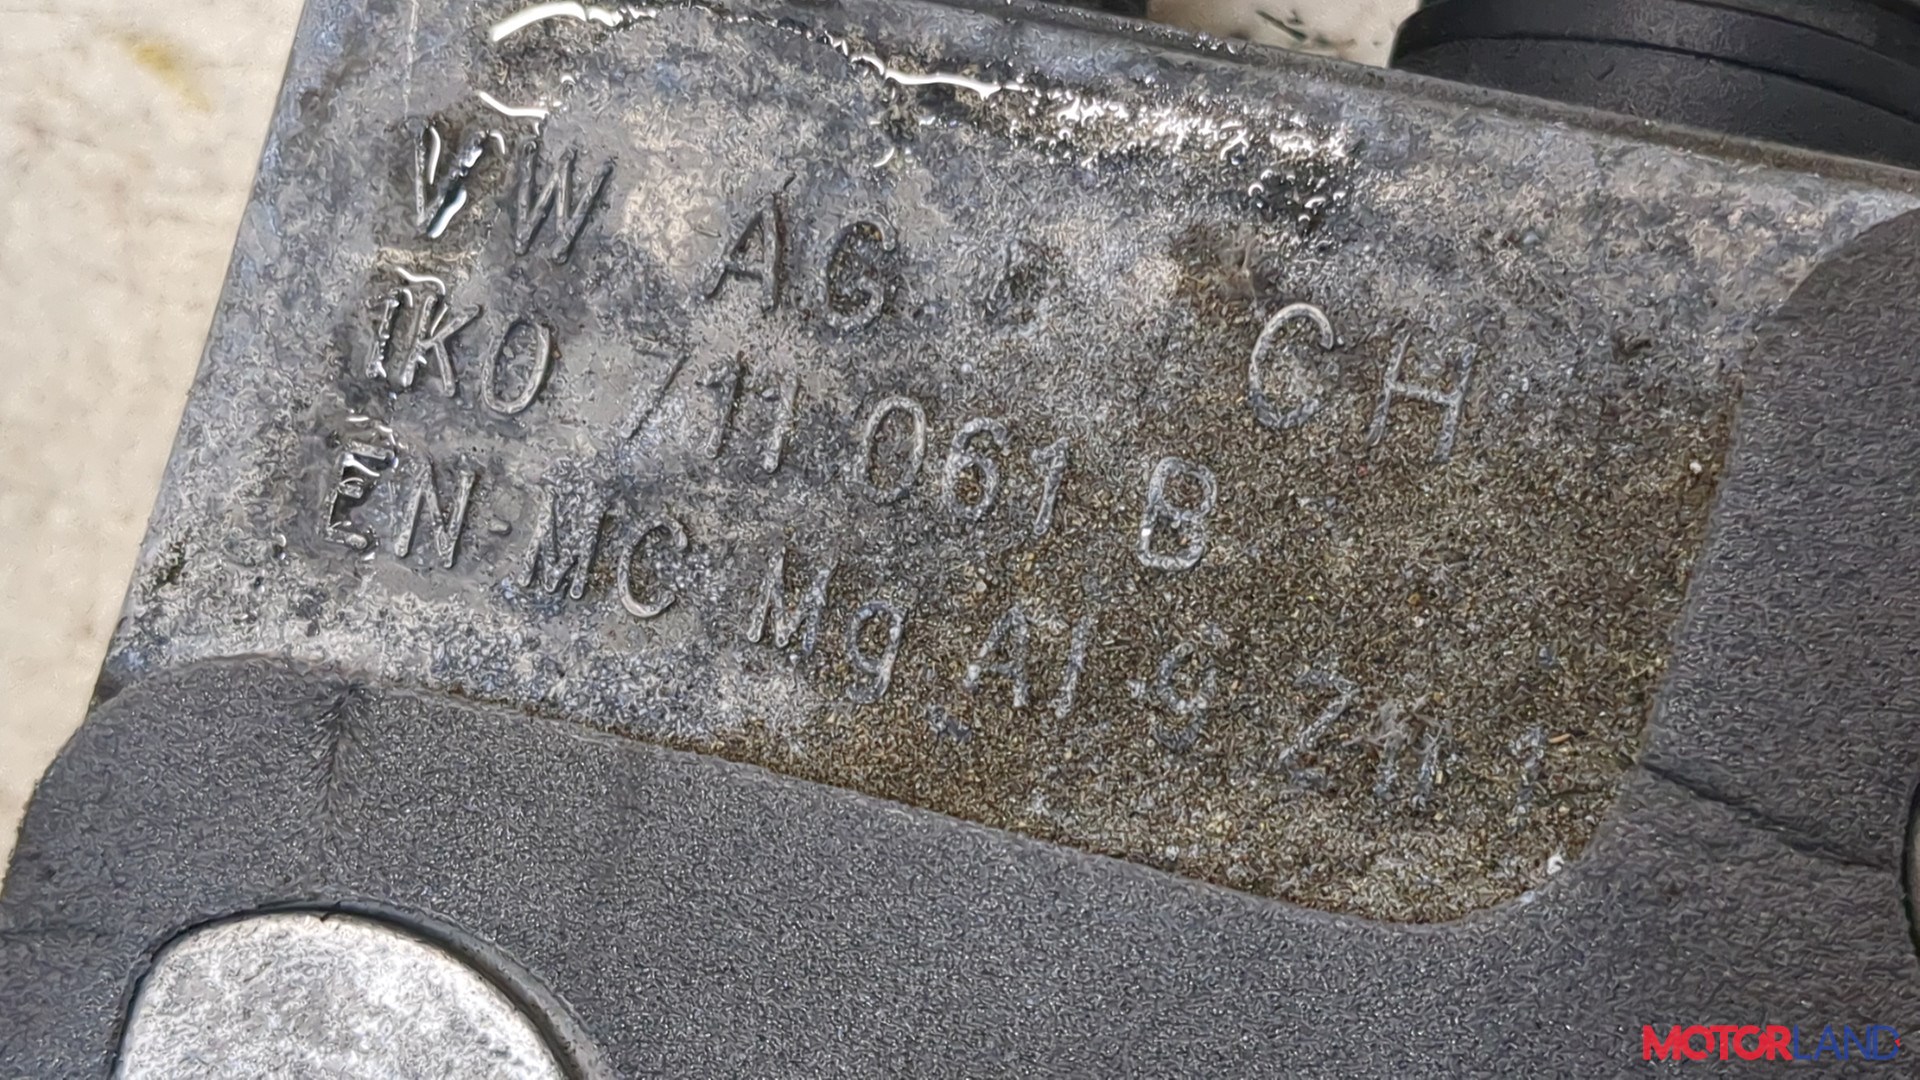 VW AG CH
1K0 711 061 B
EN-MC Mg Al 9 Zn 1
MOTORLAND